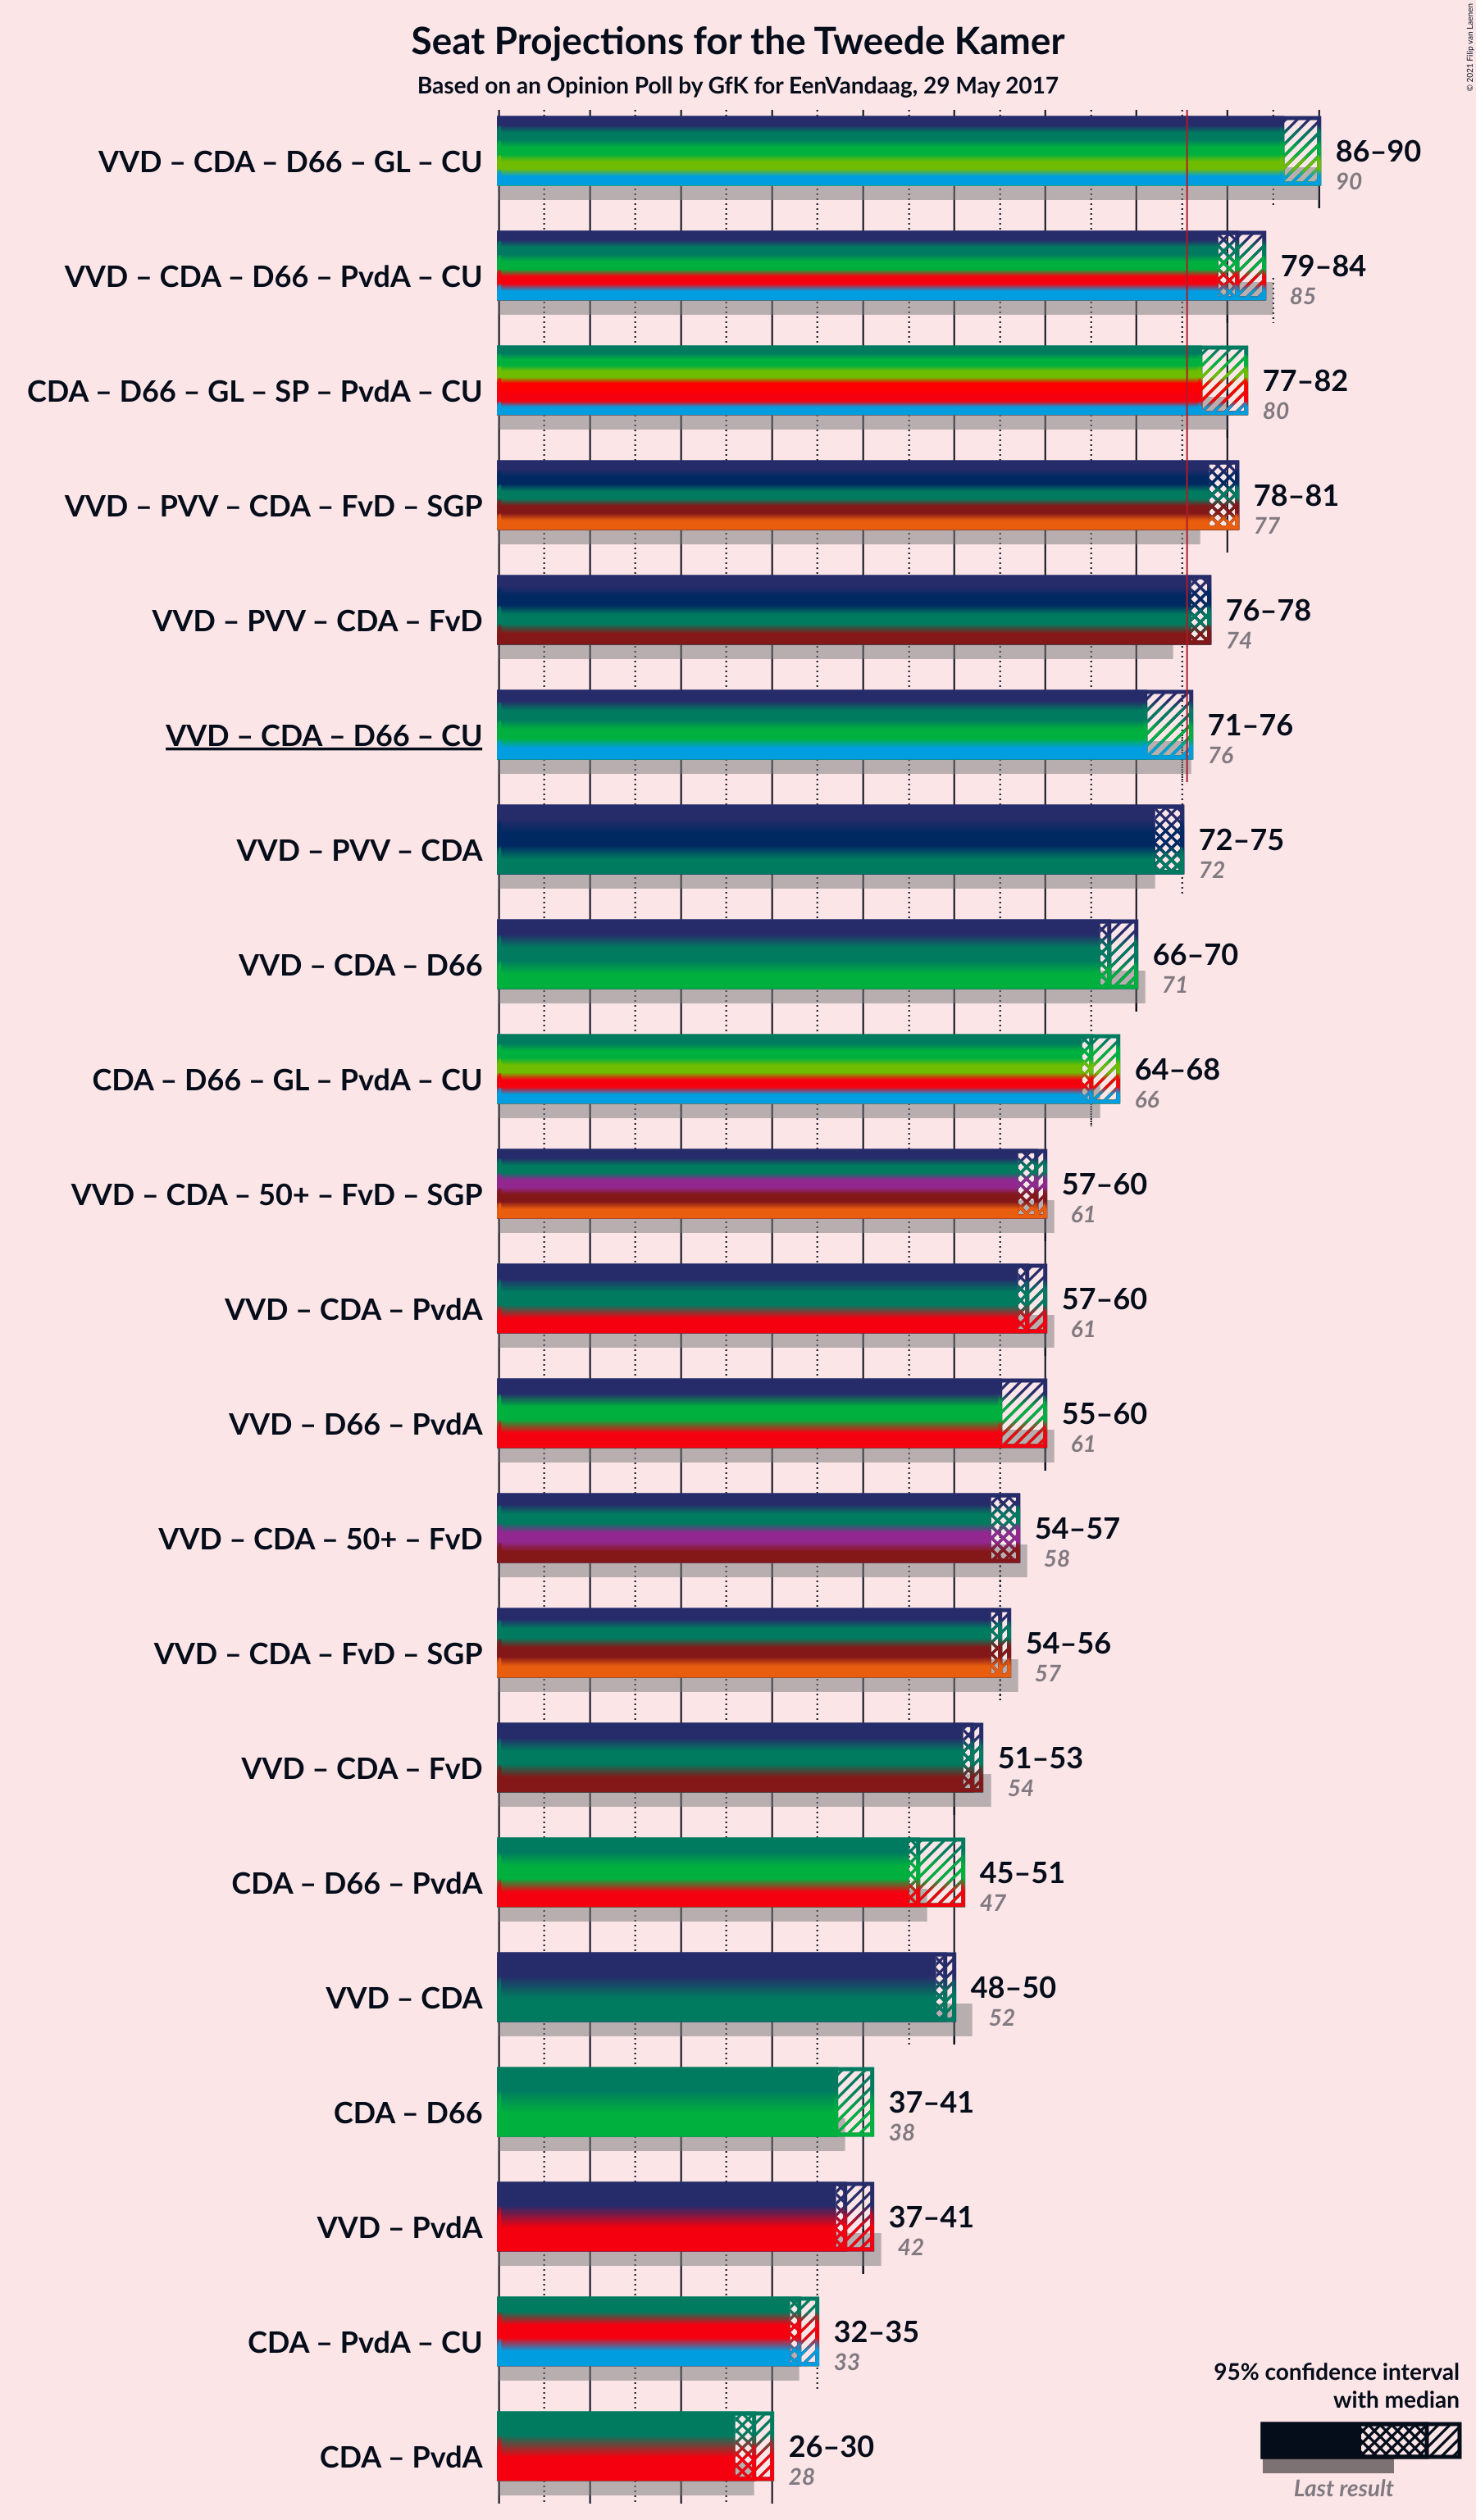 Seat Projections for the Tweede Kamer
Based on an Opinion Poll by GfK for EenVandaag, 29 May 2017
© 2021 Filip van Laenen
VVD – CDA – D66 – GL – CU
86–90
90
VVD – CDA – D66 – PvdA – CU
79–84
85
CDA – D66 – GL – SP – PvdA – CU
77–82
80
VVD – PVV – CDA – FvD – SGP
78–81
77
VVD – PVV – CDA – FvD
76–78
74
VVD – CDA – D66 – CU
71–76
76
VVD – PVV – CDA
72–75
72
VVD – CDA – D66
66–70
71
CDA – D66 – GL – PvdA – CU
64–68
66
VVD – CDA – 50+ – FvD – SGP
57–60
61
VVD – CDA – PvdA
57–60
61
VVD – D66 – PvdA
55–60
61
VVD – CDA – 50+ – FvD
54–57
58
VVD – CDA – FvD – SGP
54–56
57
VVD – CDA – FvD
51–53
54
CDA – D66 – PvdA
45–51
47
VVD – CDA
48–50
52
CDA – D66
37–41
38
VVD – PvdA
37–41
42
CDA – PvdA – CU
32–35
33
CDA – PvdA
26–30
28
95% confidence interval
with median
Last result